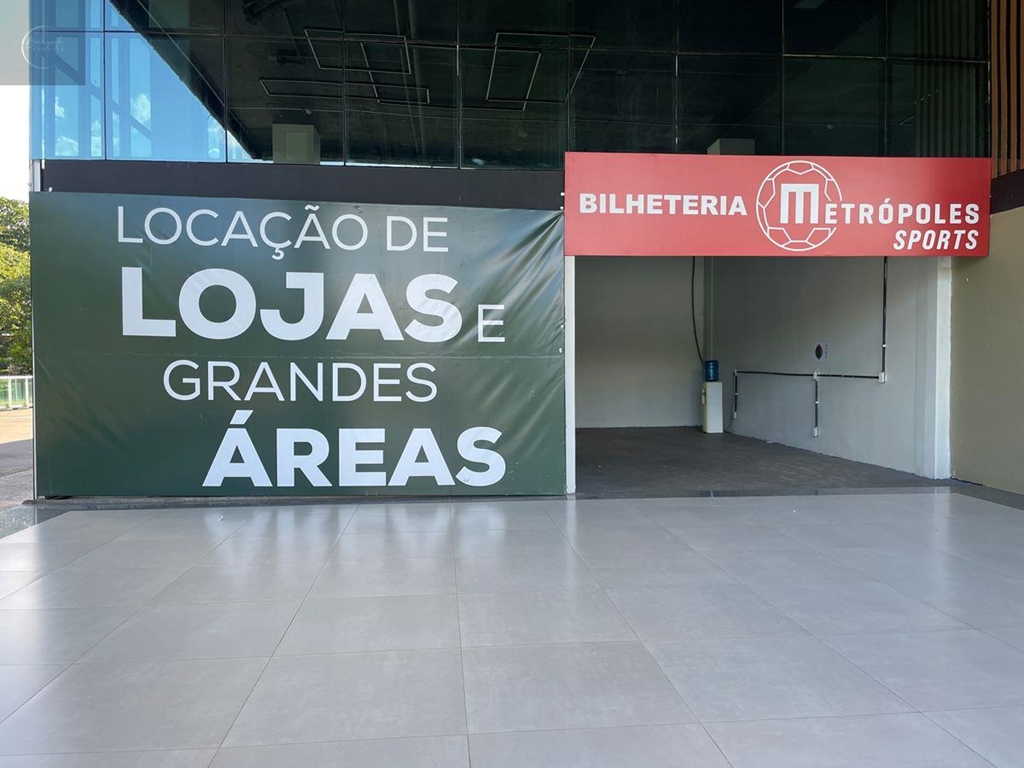 LOCAÇÃO DE
LOJAS E
GRANDES
ÁREAS
BILHETERIA METRÓPOLES
SPORTS